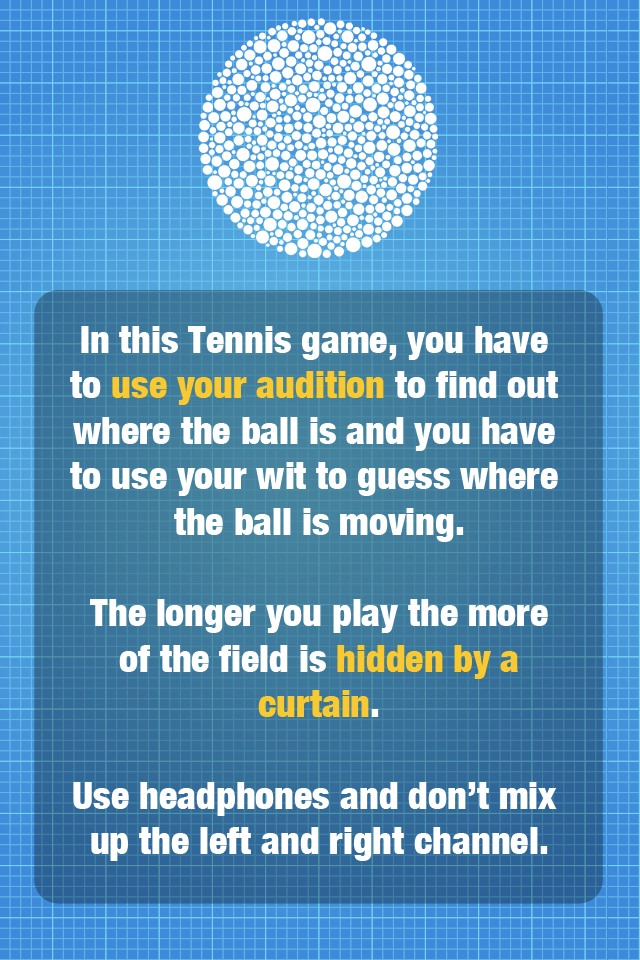 In this Tennis game, you have
to use your audition to find out
where the ball is and you have
to use your wit to guess where
the ball is moving.
The longer you play the more
of the field is hidden by a
curtain.
Use headphones and don’t mix
up the left and right channel.